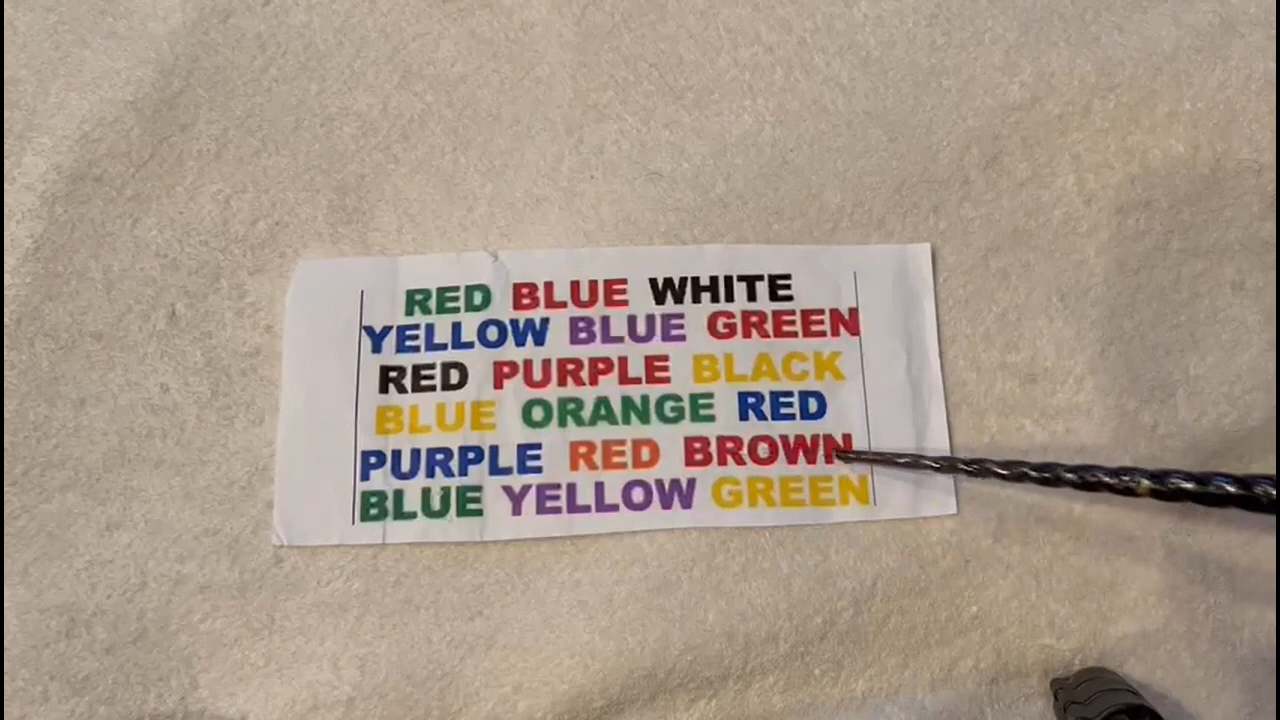 RED BLUE WHITE
YELLOW BLUE GREEN
RED PURPLE BLACK
BLUE ORANGE RED
PURPLE RED BROWN
BLUE YELLOW GREEN